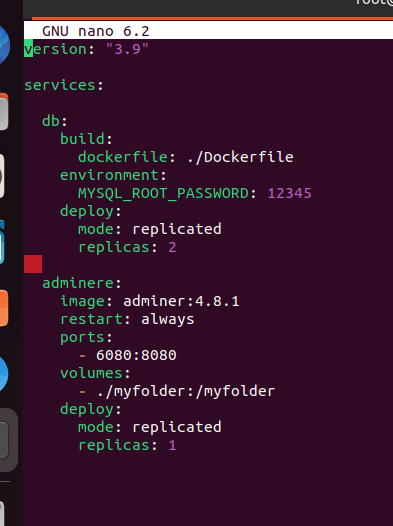 root@
GNU nano 6.2
version: "3.9"
services:
db:
build:
dockerfile: ./Dockerfile
environment:
MYSQL_ROOT_PASSWORD: 12345
deploy:
mode: replicated
replicas: 2
adminere:
image: adminer:4.8.1
restart: always
ports:
- 6080:8080
volumes:
- ./myfolder:/myfolder
deploy:
mode: replicated
replicas: 1